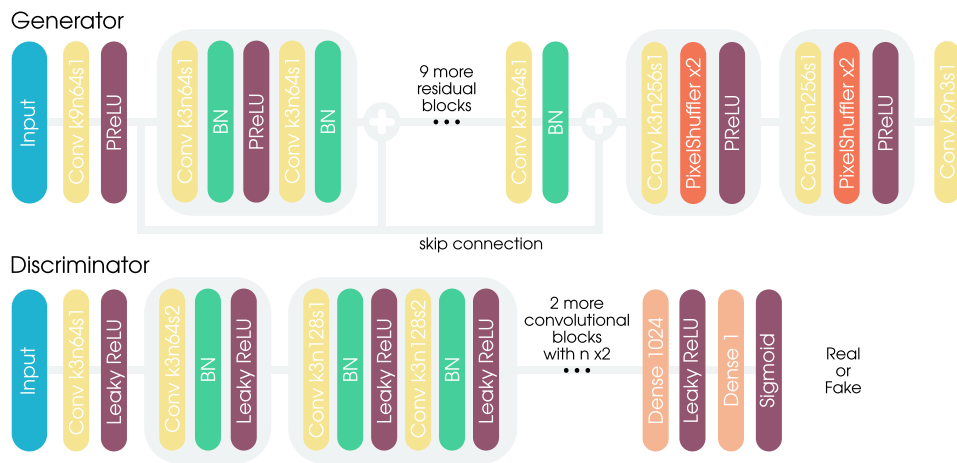 Generator
Input
Conv k9n64s1
PReLU
Conv k3n64s1
BN
PReLU
Conv k3n64s1
BN
9 more
residual
blocks
...
Conv k3n64s1
BN
Conv k3n256s1
PixelShuffler x2
PReLU
Conv k3n256s1
PixelShuffler x2
PReLU
Conv k9n3s1
skip connection
Discriminator
Input
Conv k3n64s1
Leaky ReLU
Conv k3n64s2
BN
Leaky ReLU
Conv k3n128s1
BN
Leaky ReLU
Conv k3n128s2
BN
Leaky ReLU
2 more
convolutional
blocks
with n x2
...
Dense 1024
Leaky ReLU
Dense 1
Sigmoid
Real
or
Fake